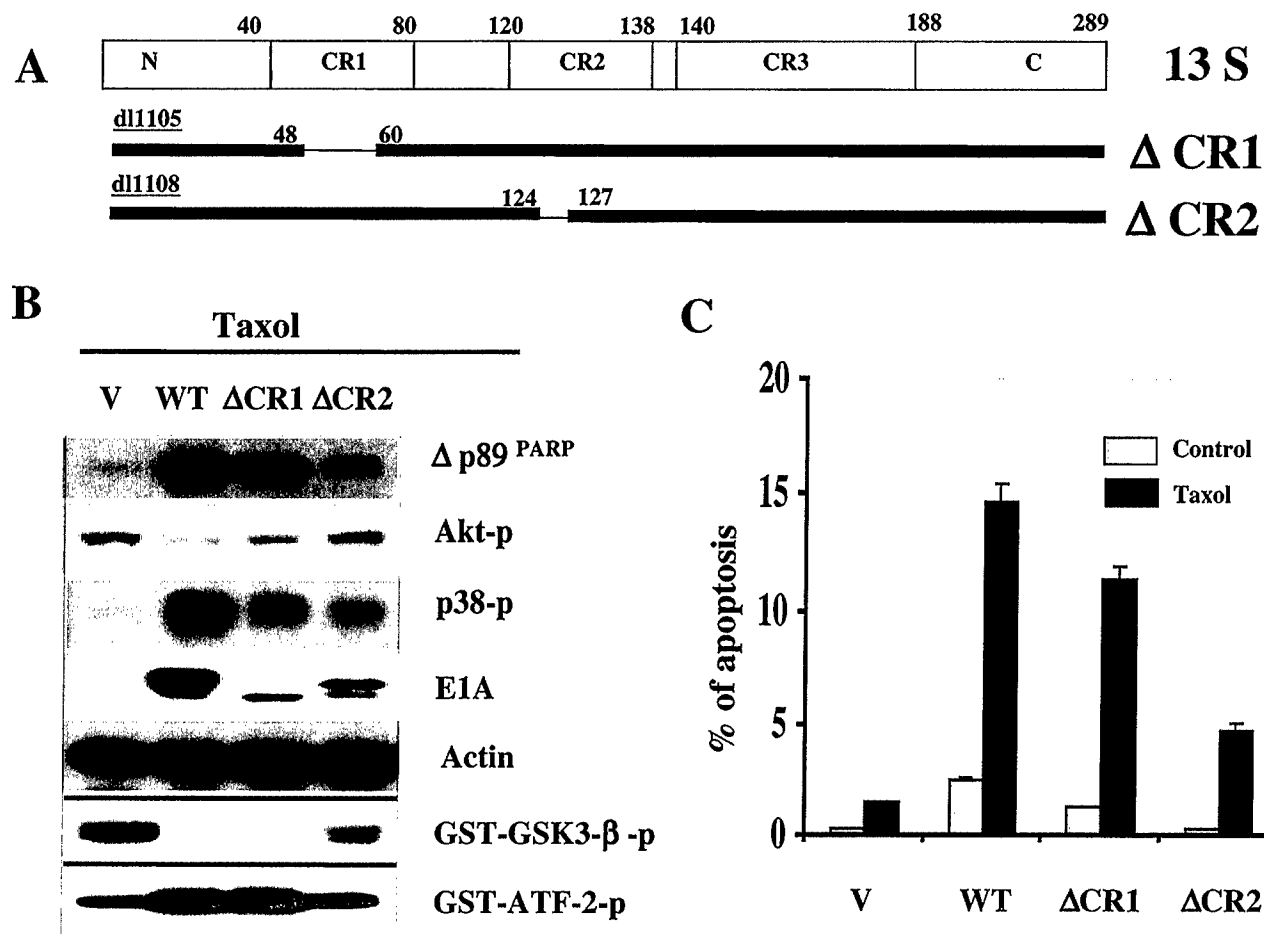 40 80 120 138 140 188 289
A N CR1 CR2 CR3 C 13 S
dl1105
48 60
Δ CR1
dl1108
124 127
Δ CR2
B
Taxol
V WT ΔCR1 ΔCR2
Δ p89 PARP
Akt-p
p38-p
E1A
Actin
GST-GSK3-β -p
GST-ATF-2-p
C
% of apoptosis
20
15
10
5
0
Control
Taxol
V WT ΔCR1 ΔCR2